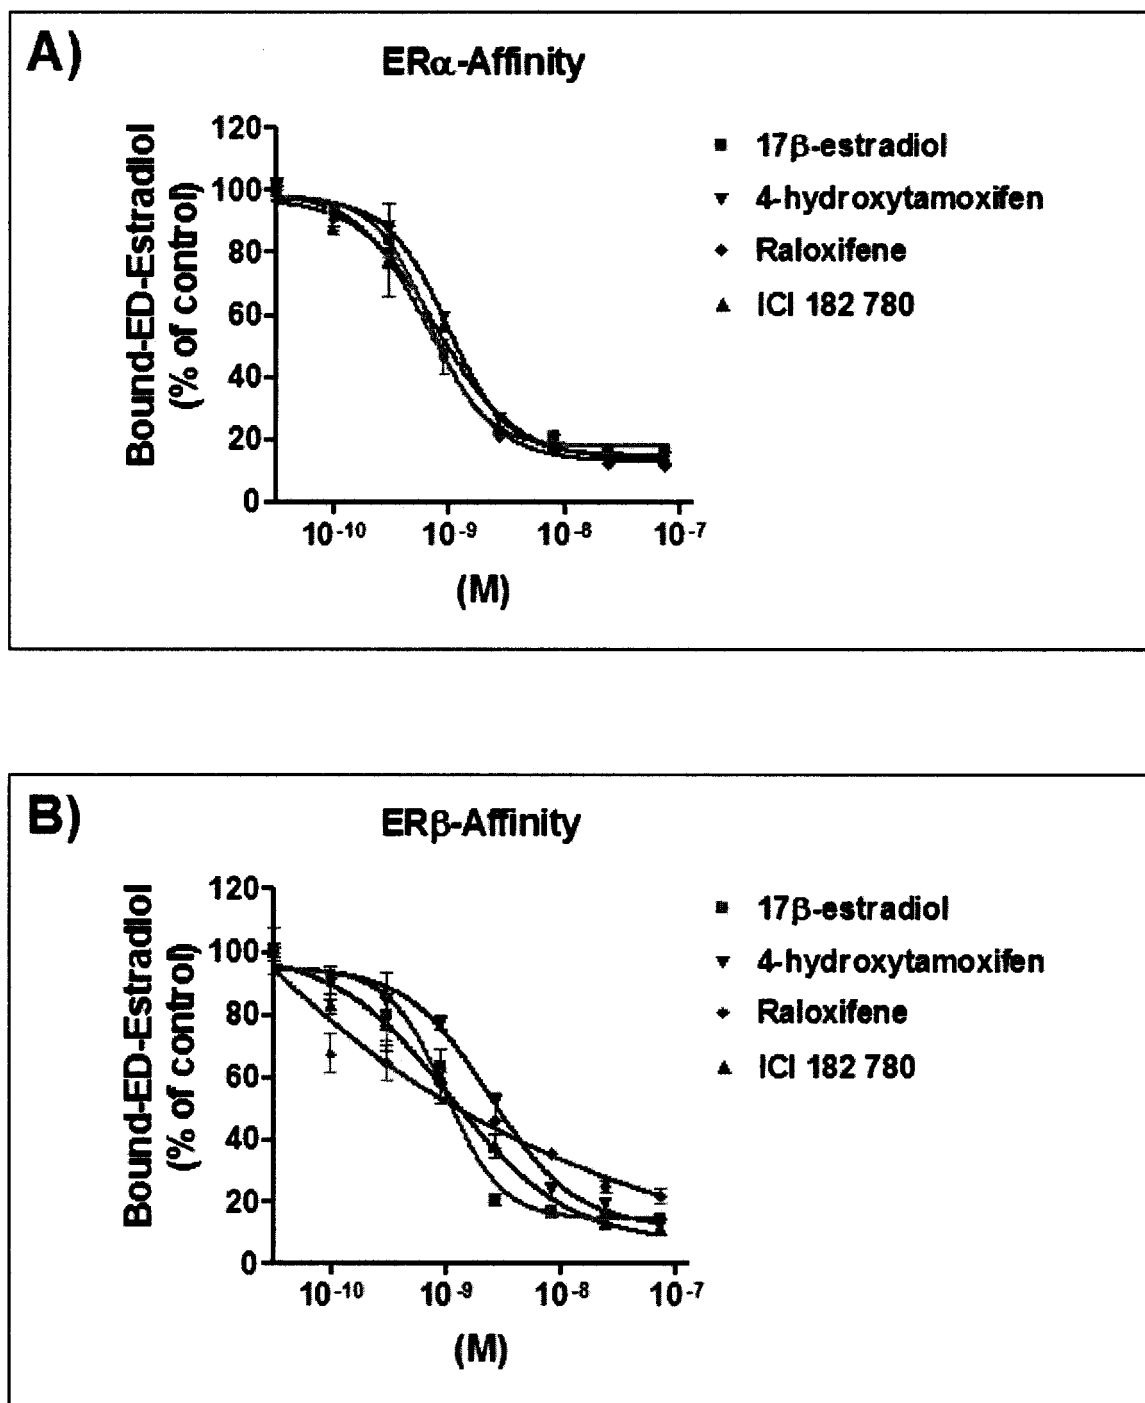 A)
ERα-Affinity
Bound-ED-Estradiol
(% of control)
120
100
80
60
40
20
0
10-10
10-9
10-8
10-7
(M)
17β-estradiol
4-hydroxytamoxifen
Raloxifene
ICI 182 780
B)
ERβ-Affinity
Bound-ED-Estradiol
(% of control)
120
100
80
60
40
20
0
10-10
10-9
10-8
10-7
(M)
17β-estradiol
4-hydroxytamoxifen
Raloxifene
ICI 182 780